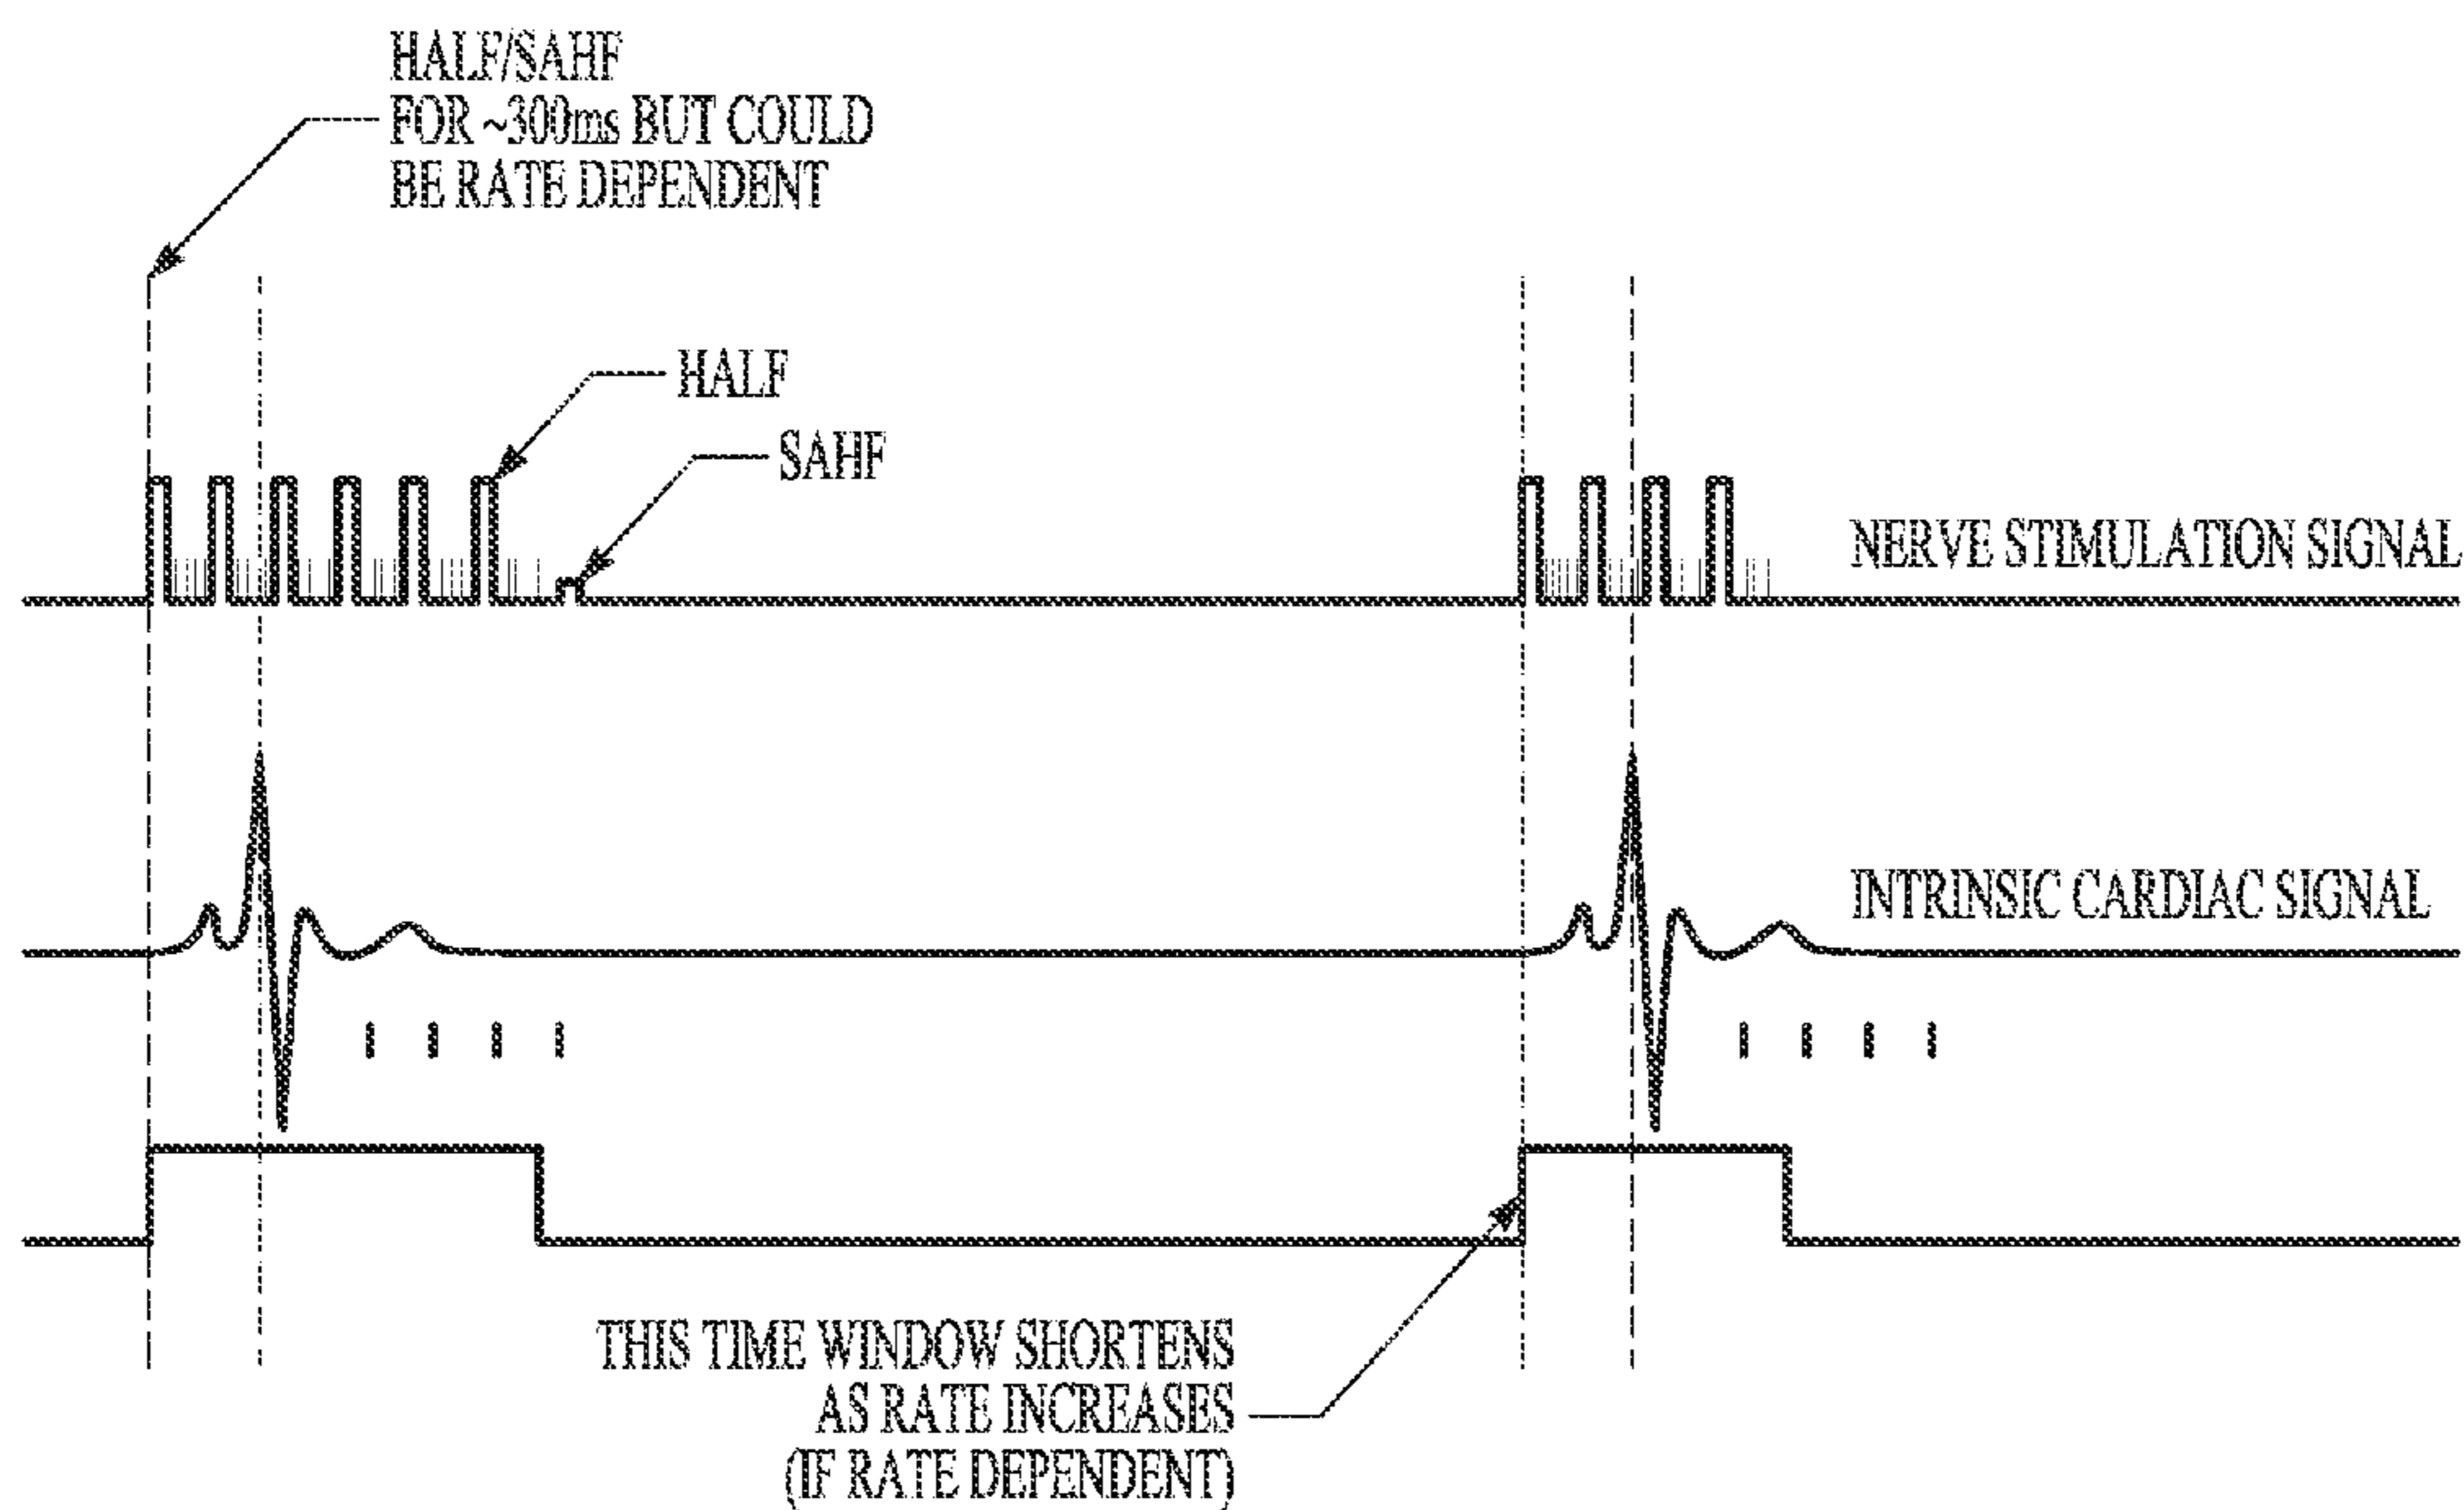 HALF/SAHF
FOR ~300ms BUT COULD
BE RATE DEPENDENT
HALF
SAHF
NERVE STIMULATION SIGNAL
INTRINSIC CARDIAC SIGNAL
THIS TIME WINDOW SHORTENS
AS RATE INCREASES
(IF RATE DEPENDENT)